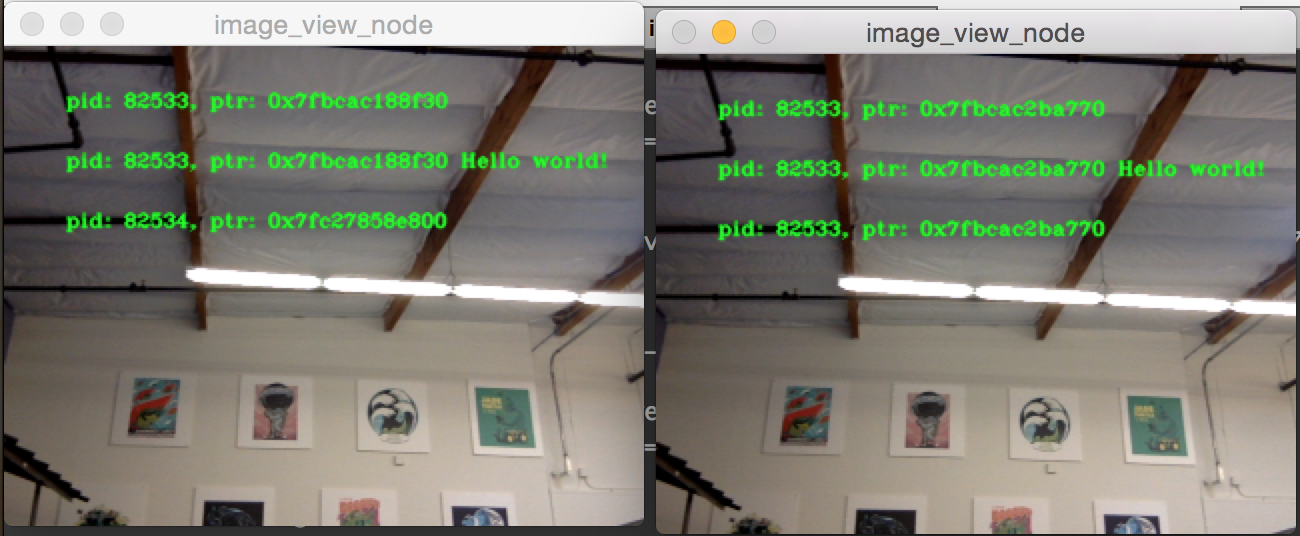 image_view_node
pid: 82533, ptr: 0x7fbcac188f30
pid: 82533, ptr: 0x7fbcac188f30 Hello world!
pid: 82534, ptr: 0x7fc27858e800
image_view_node
pid: 82533, ptr: 0x7fbcac2ba770
pid: 82533, ptr: 0x7fbcac2ba770 Hello world!
pid: 82533, ptr: 0x7fbcac2ba770